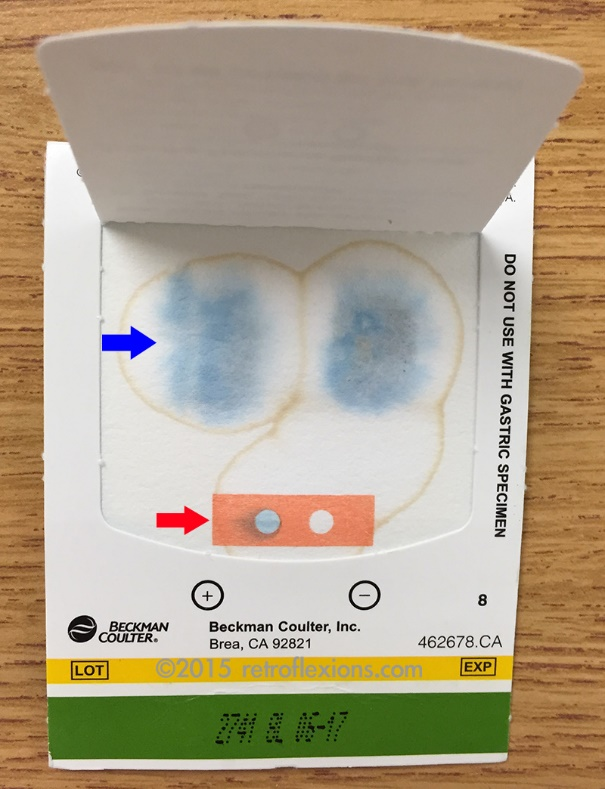 A.
DO NOT USE WITH GASTRIC SPECIMEN
+
−
8
BECKMAN
COULTER®
Beckman Coulter, Inc.
Brea, CA 92821
462678.CA
LOT
©2015 retroflexions.com
EXP
2741 8L 06-17